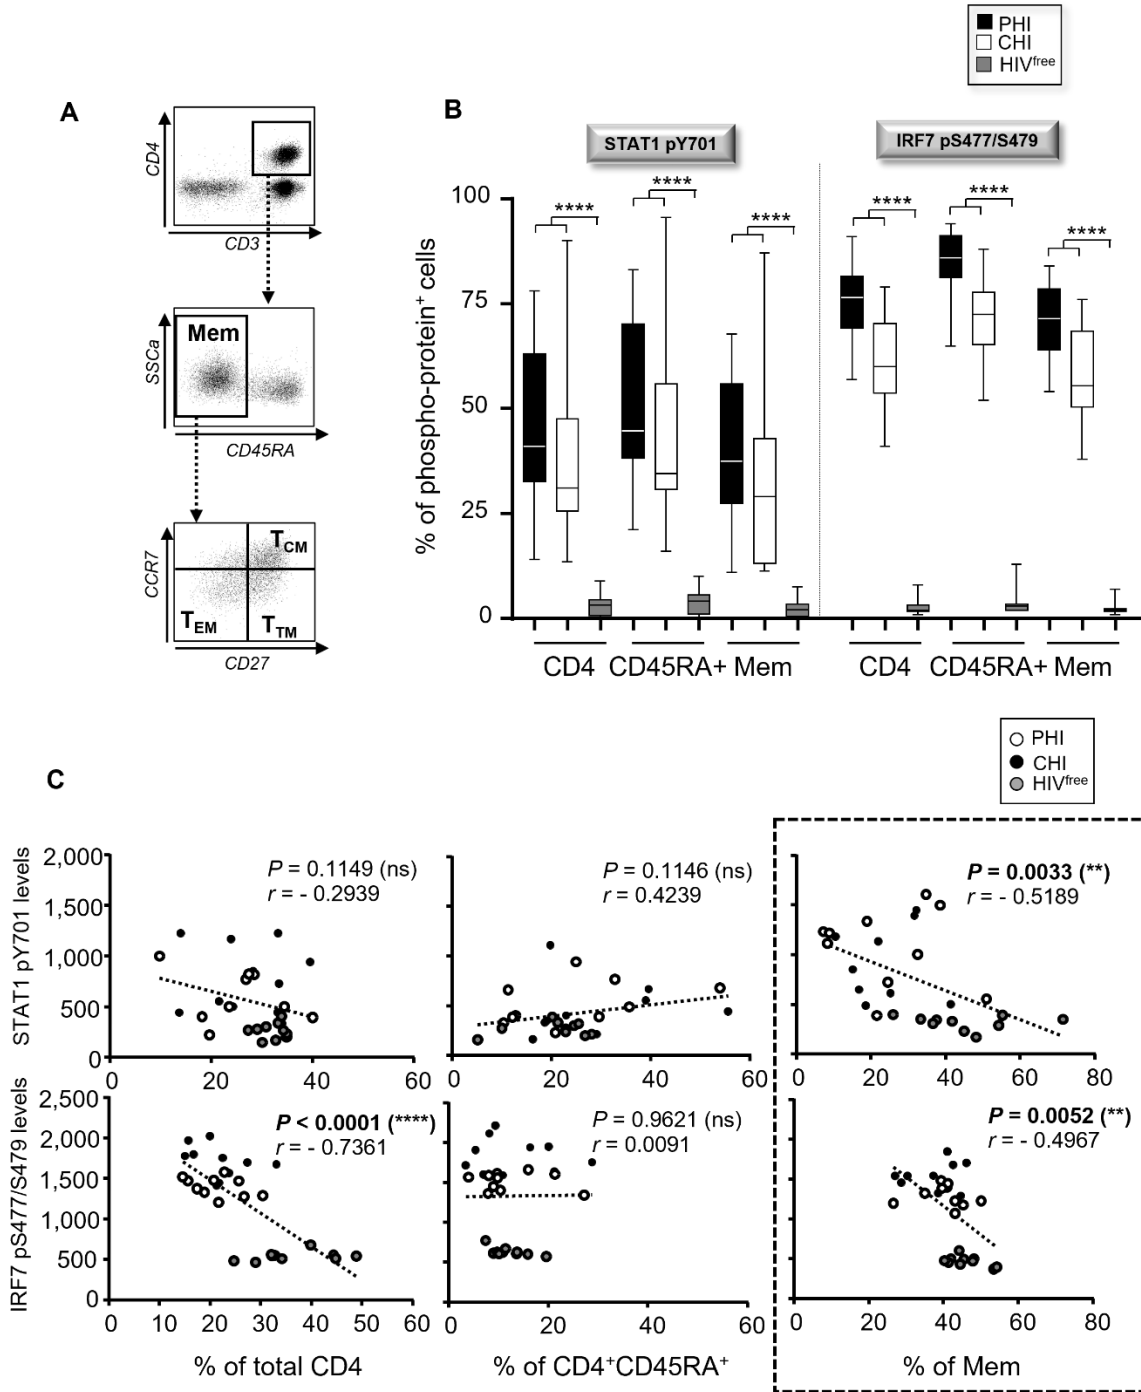 PHI
CHI
HIVfree
A
B
CD4
CD3
Mem
SSCa
CD45RA
TCM
TEM
TTM
CCR7
CD27
STAT1 pY701
IRF7 pS477/S479
% of phospho-protein+ cells
100
75
50
25
0
****
****
****
****
****
****
CD4 CD45RA+ Mem
CD4 CD45RA+ Mem
PHI
CHI
HIVfree
C
STAT1 pY701 levels
2,000
1,500
1,000
500
0
P = 0.1149 (ns)
r = - 0.2939
0 20 40 60
P = 0.1146 (ns)
r = 0.4239
0 20 40 60
P = 0.0033 (**)
r = - 0.5189
0 20 40 60 80
IRF7 pS477/S479 levels
2,500
2,000
1,500
1,000
500
0
P < 0.0001 (****)
r = - 0.7361
0 10 20 30 40 50 60
% of total CD4
P = 0.9621 (ns)
r = 0.0091
0 20 40 60
% of CD4+CD45RA+
P = 0.0052 (**)
r = - 0.4967
0 20 40 60 80
% of Mem